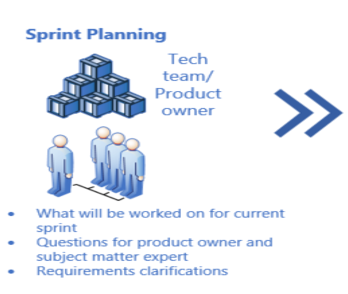 Sprint Planning
Tech
team/
Product
owner
• What will be worked on for current
sprint
• Questions for product owner and
subject matter expert
• Requirements clarifications